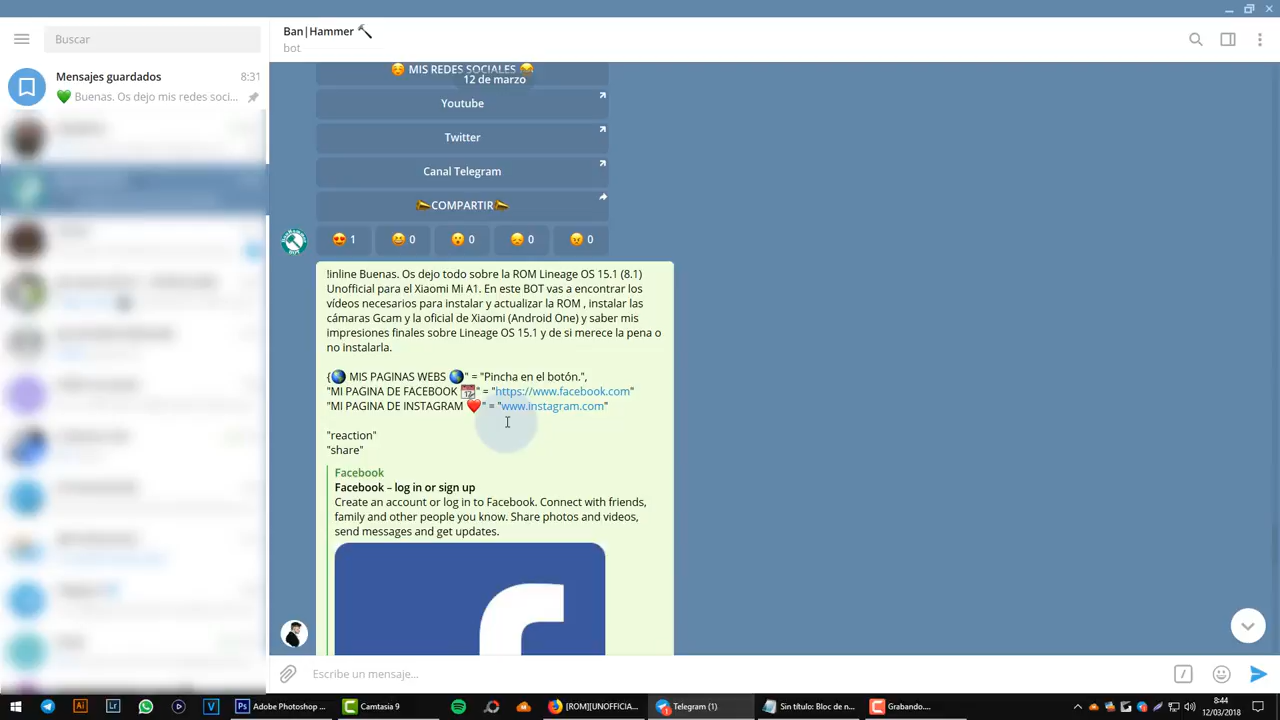 Buscar
Mensajes guardados
8:31
💚 Buenas. Os dejo mis redes soci...
Ban|Hammer 🔨
bot
☺️ MIS REDES SOCIALES 😄
12 de marzo
Youtube
Twitter
Canal Telegram
📣COMPARTIR📣
😍 1
😆 0
😮 0
😞 0
😠 0
!inline Buenas. Os dejo todo sobre la ROM Lineage OS 15.1 (8.1)
Unofficial para el Xiaomi Mi A1. En este BOT vas a encontrar los
vídeos necesarios para instalar y actualizar la ROM , instalar las
cámaras Gcam y la oficial de Xiaomi (Android One) y saber mis
impresiones finales sobre Lineage OS 15.1 y de si merece la pena o
no instalarla.
{🌎 MIS PAGINAS WEBS 🌎" = "Pincha en el botón.",
"MI PAGINA DE FACEBOOK 📆" = "https://www.facebook.com"
"MI PAGINA DE INSTAGRAM ❤️" = "www.instagram.com"
"reaction"
"share"
Facebook
Facebook – log in or sign up
Create an account or log in to Facebook. Connect with friends,
family and other people you know. Share photos and videos,
send messages and get updates.
Escribe un mensaje...
Adobe Photoshop ...
Camtasia 9
[ROM][UNOFFICIA...
Telegram (1)
Sin título: Bloc de n...
Grabando....
8:44
12/03/2018